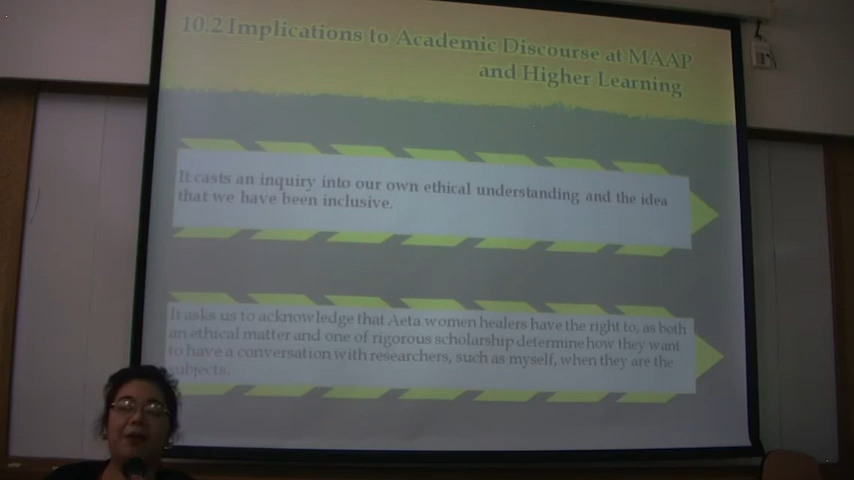 10.2 Implications to Academic Discourse at MAAP
and Higher Learning
It casts an inquiry into our own ethical understanding and the idea
that we have been inclusive.
It asks us to acknowledge that Aeta women healers have the right to, as both
an ethical matter and one of rigorous scholarship determine how they want
to have a conversation with researchers, such as myself, when they are the
subjects.